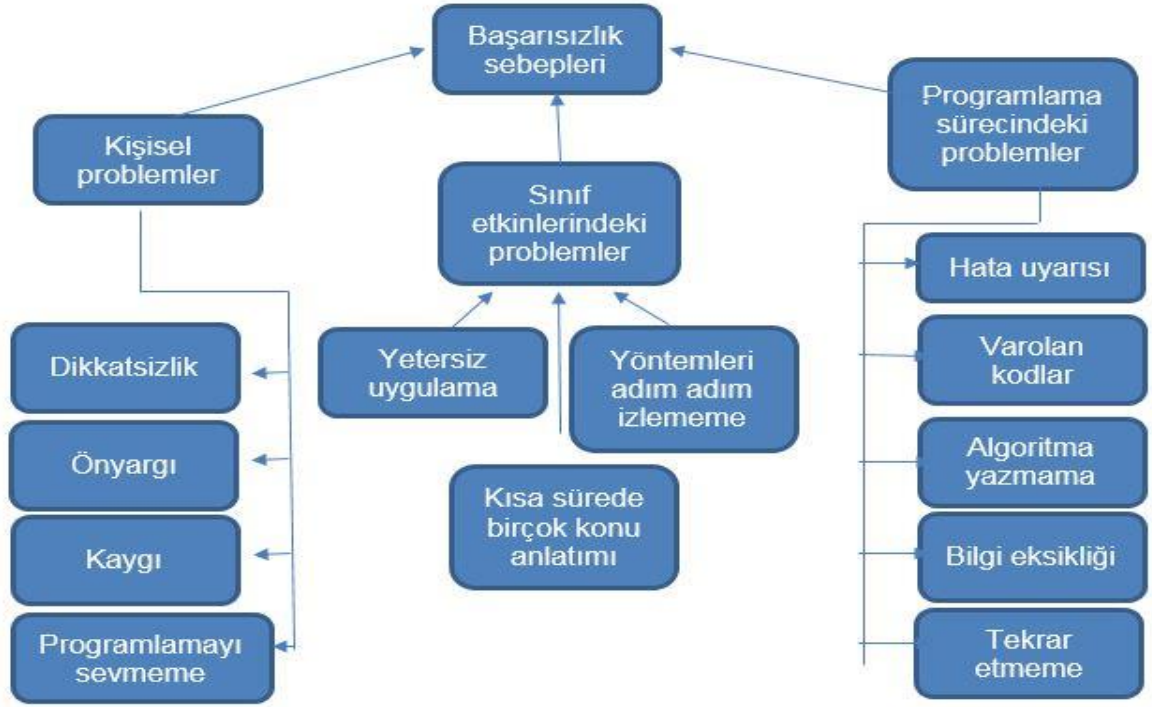 Başarısızlık
sebepleri
Kişisel
problemler
Sınıf
etkinlerindeki
problemler
Programlama
sürecindeki
problemler
Dikkatsizlik
Önyargı
Kaygı
Programlamayı
sevmeme
Yetersiz
uygulama
Kısa sürede
birçok konu
anlatımı
Yöntemleri
adım adım
izlememe
Hata uyarısı
Varolan
kodlar
Algoritma
yazmama
Bilgi eksikliği
Tekrar
etmeme